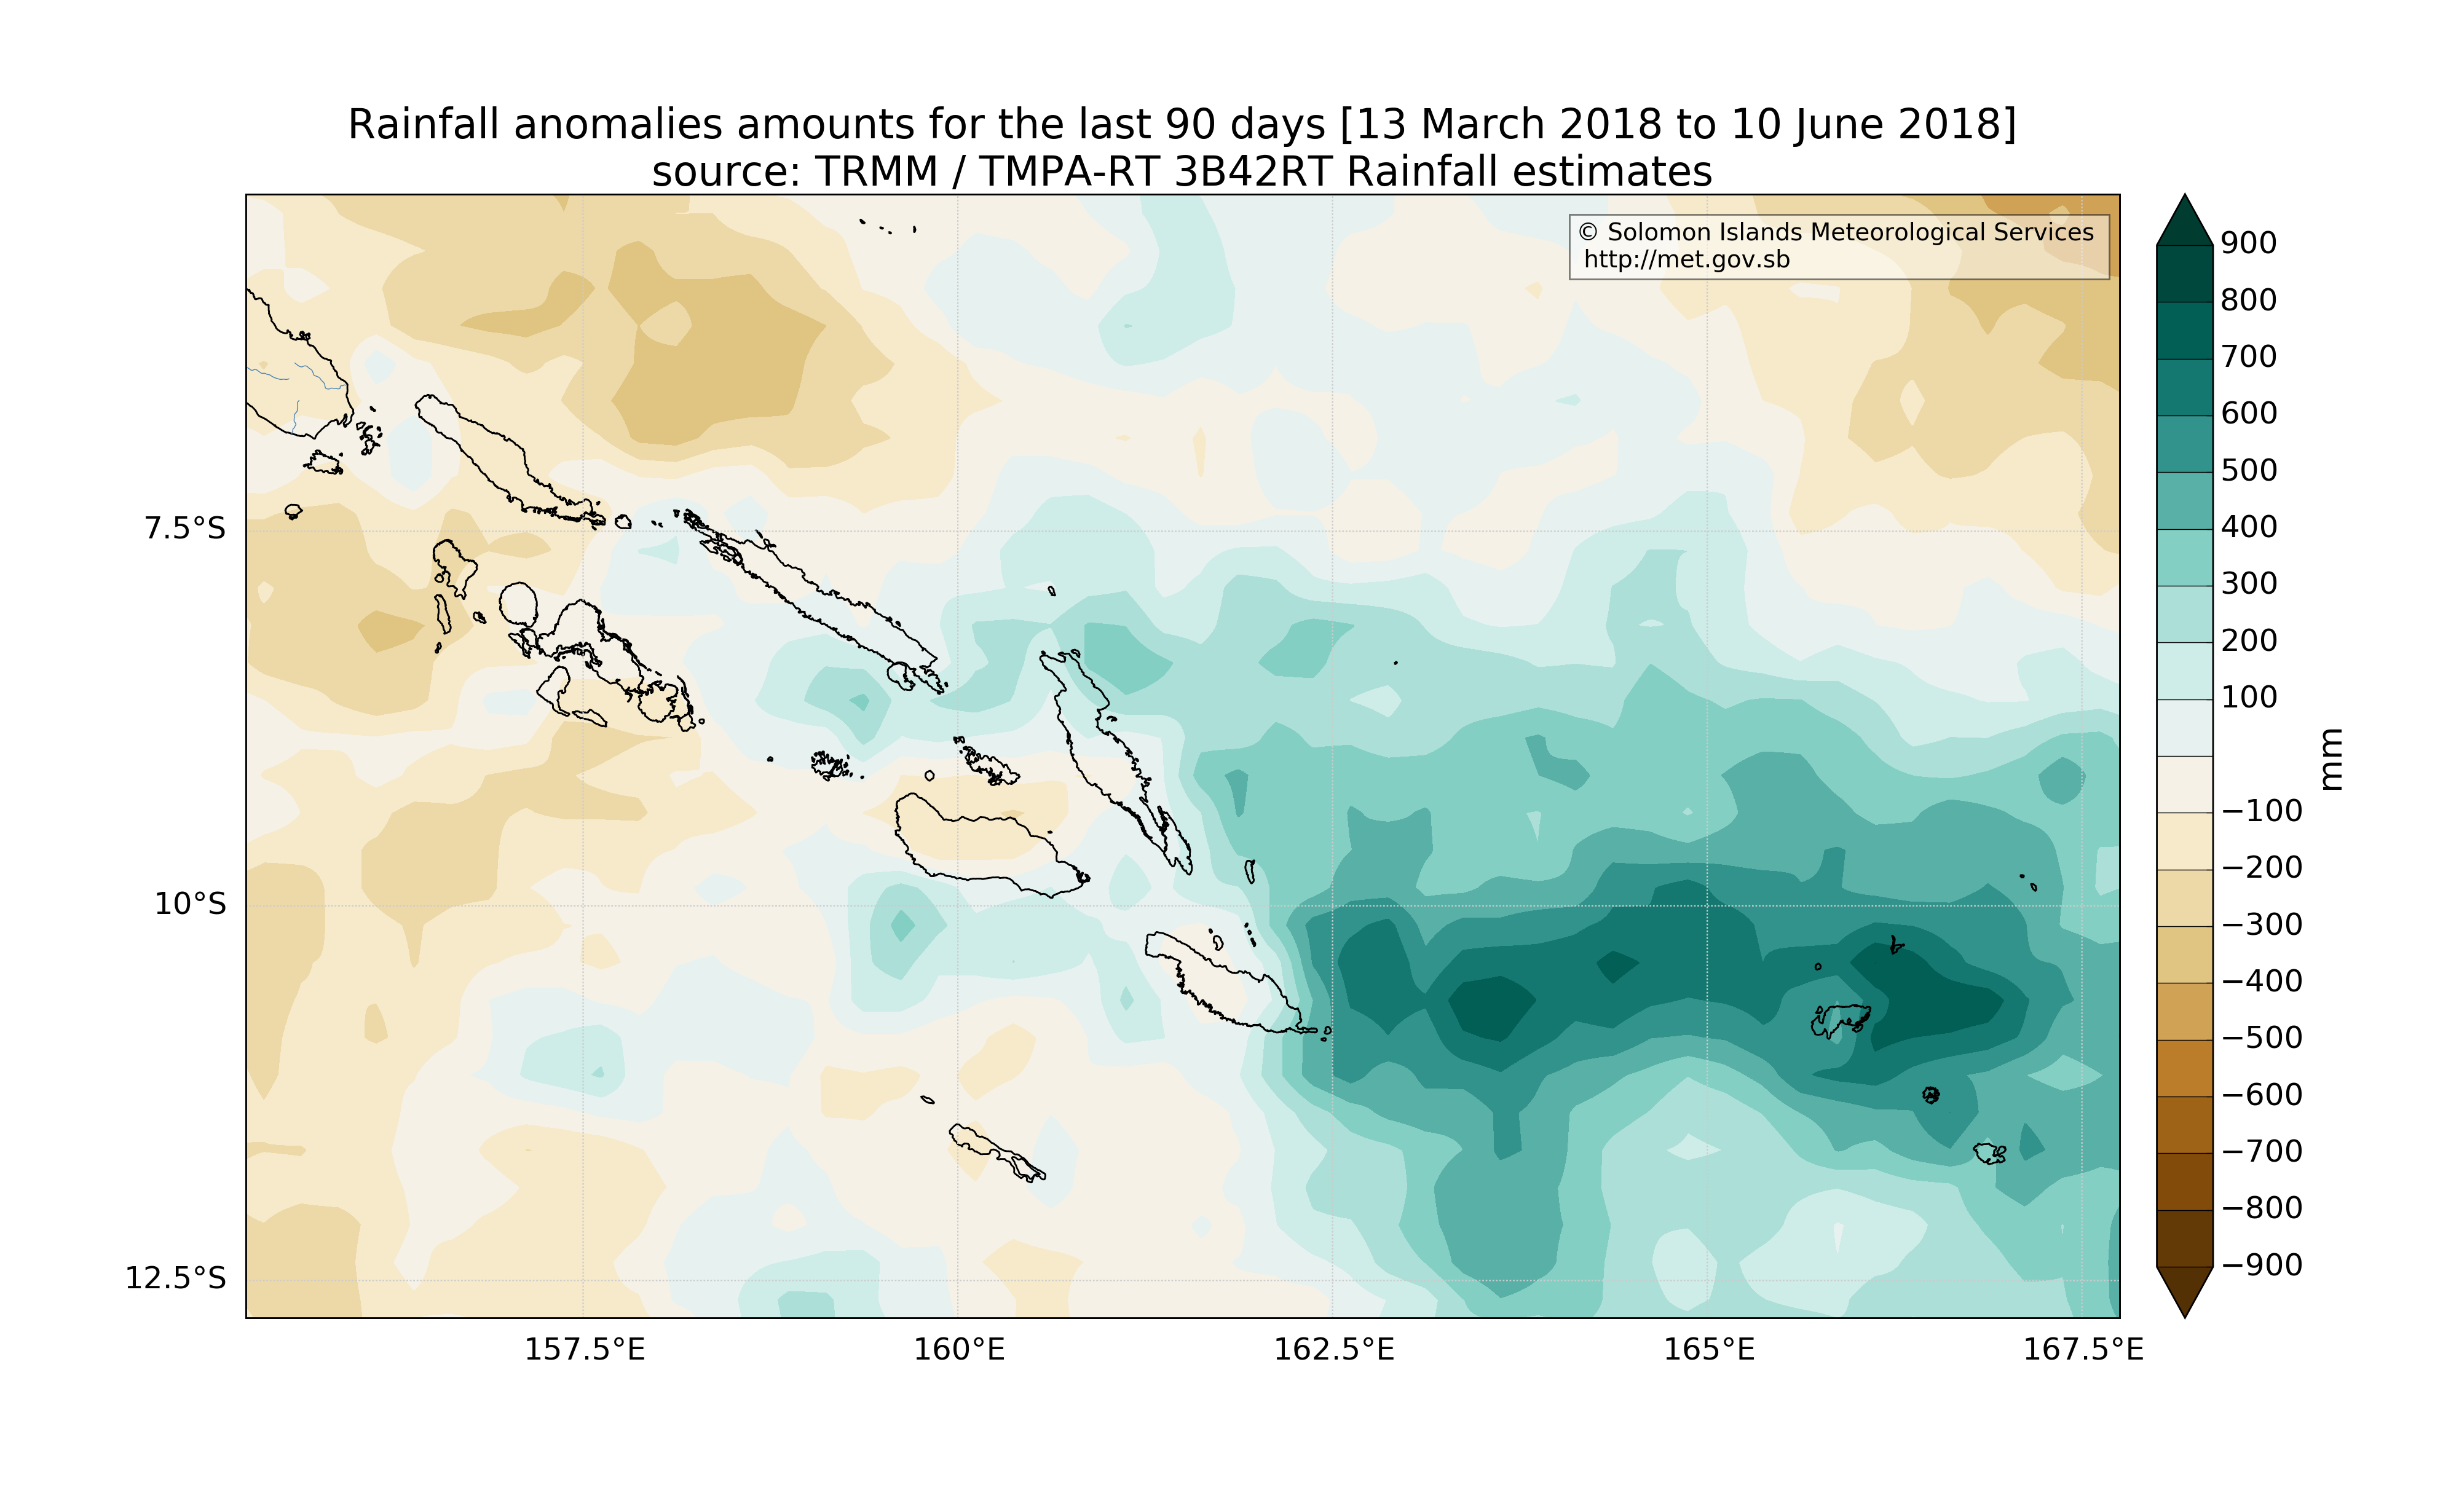 Rainfall anomalies amounts for the last 90 days [13 March 2018 to 10 June 2018]
source: TRMM / TMPA-RT 3B42RT Rainfall estimates
© Solomon Islands Meteorological Services
http://met.gov.sb
7.5°S
10°S
12.5°S
157.5°E
160°E
162.5°E
165°E
167.5°E
900
800
700
600
500
400
300
200
100
−100
−200
−300
−400
−500
−600
−700
−800
−900
mm